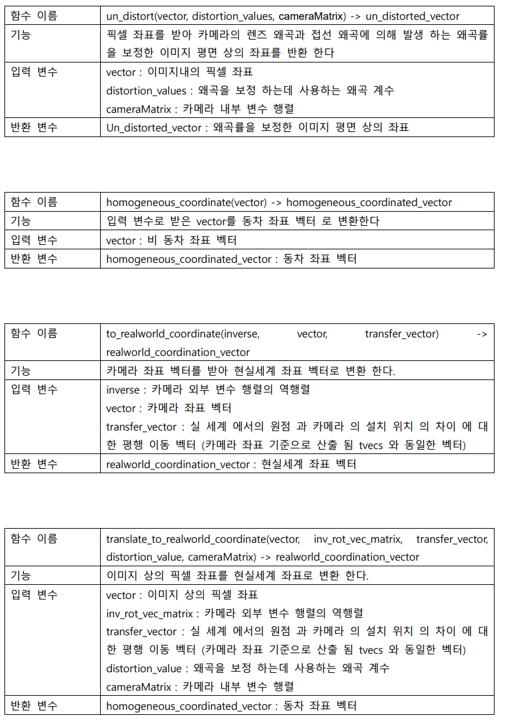 함수 이름 un_distort(vector, distortion_values, cameraMatrix) -> un_distorted_vector
기능 픽셀 좌표를 받아 카메라의 렌즈 왜곡과 접선 왜곡에 의해 발생 하는 왜곡률
을 보정한 이미지 평면 상의 좌표를 반환 한다
입력 변수 vector : 이미지내의 픽셀 좌표
distortion_values : 왜곡을 보정 하는데 사용하는 왜곡 계수
cameraMatrix : 카메라 내부 변수 행렬
반환 변수 Un_distorted_vector : 왜곡률을 보정한 이미지 평면 상의 좌표
함수 이름 homogeneous_coordinate(vector) -> homogeneous_coordinated_vector
기능 입력 변수로 받은 vector를 동차 좌표 벡터 로 변환한다
입력 변수 vector : 비 동차 좌표 벡터
반환 변수 homogeneous_coordinated_vector : 동차 좌표 벡터
함수 이름 to_realworld_coordinate(inverse, vector, transfer_vector) ->
realworld_coordination_vector
기능 카메라 좌표 벡터를 받아 현실세계 좌표 벡터로 변환 한다.
입력 변수 inverse : 카메라 외부 변수 행렬의 역행렬
vector : 카메라 좌표 벡터
transfer_vector : 실 세계 에서의 원점 과 카메라 의 설치 위치 의 차이 에 대
한 평행 이동 벡터 (카메라 좌표 기준으로 산출 됨 tvecs 와 동일한 벡터)
반환 변수 realworld_coordination_vector : 현실세계 좌표 벡터
함수 이름 translate_to_realworld_coordinate(vector, inv_rot_vec_matrix, transfer_vector,
distortion_value, cameraMatrix) -> realworld_coordination_vector
기능 이미지 상의 픽셀 좌표를 현실세계 좌표로 변환 한다.
입력 변수 vector : 이미지 상의 픽셀 좌표
inv_rot_vec_matrix : 카메라 외부 변수 행렬의 역행렬
transfer_vector : 실 세계 에서의 원점 과 카메라 의 설치 위치 의 차이 에 대
한 평행 이동 벡터 (카메라 좌표 기준으로 산출 됨 tvecs 와 동일한 벡터)
distortion_value : 왜곡을 보정 하는데 사용하는 왜곡 계수
cameraMatrix : 카메라 내부 변수 행렬
반환 변수 homogeneous_coordinated_vector : 동차 좌표 벡터